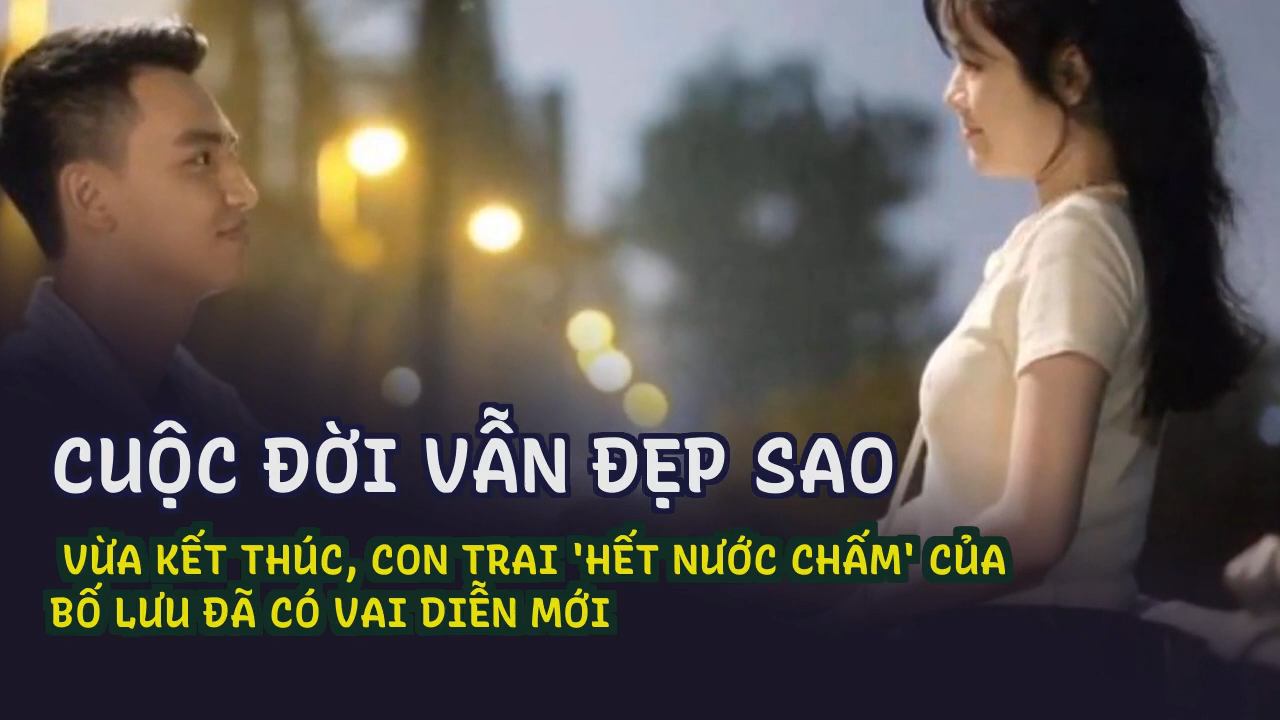 CUỘC ĐỜI VẪN ĐẸP SAO
VỪA KẾT THÚC, CON TRAI 'HẾT NƯỚC CHẤM' CỦA
BỐ LƯU ĐÃ CÓ VAI DIỄN MỚI